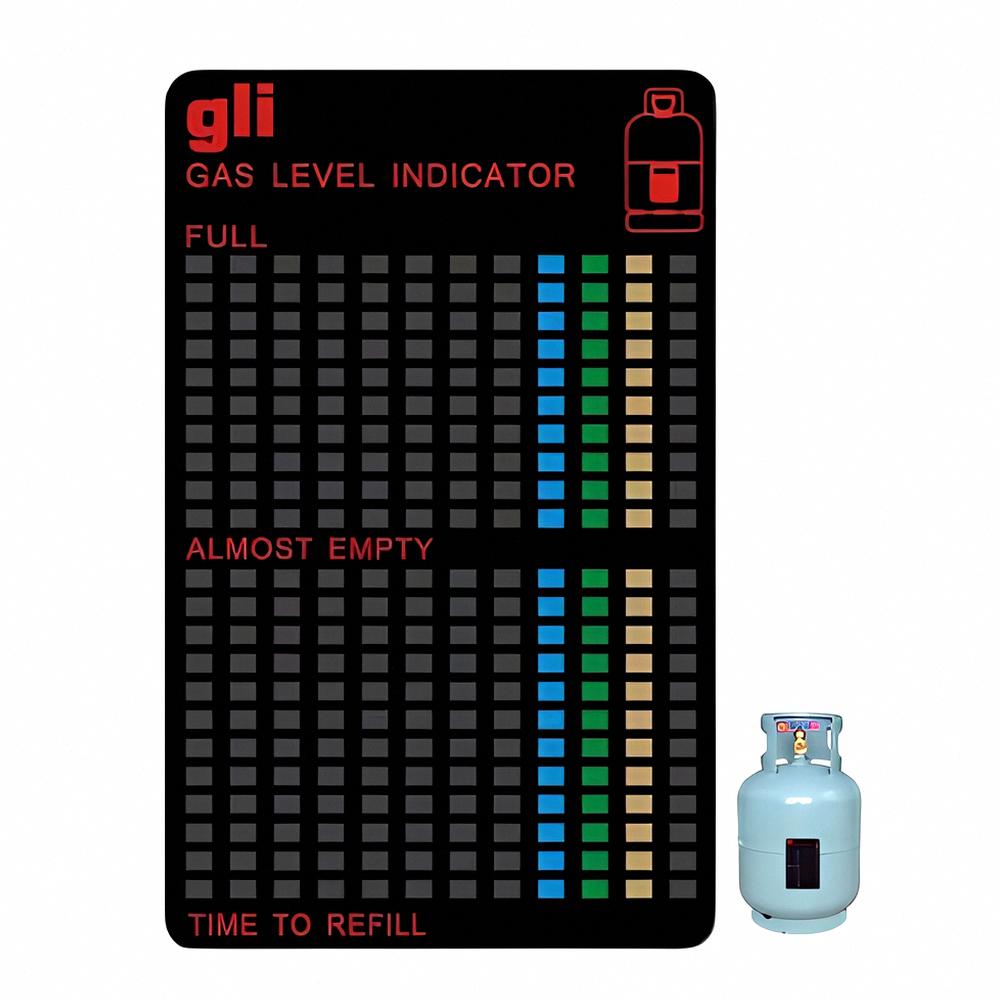 gli
GAS LEVEL INDICATOR
FULL
ALMOST EMPTY
TIME TO REFILL